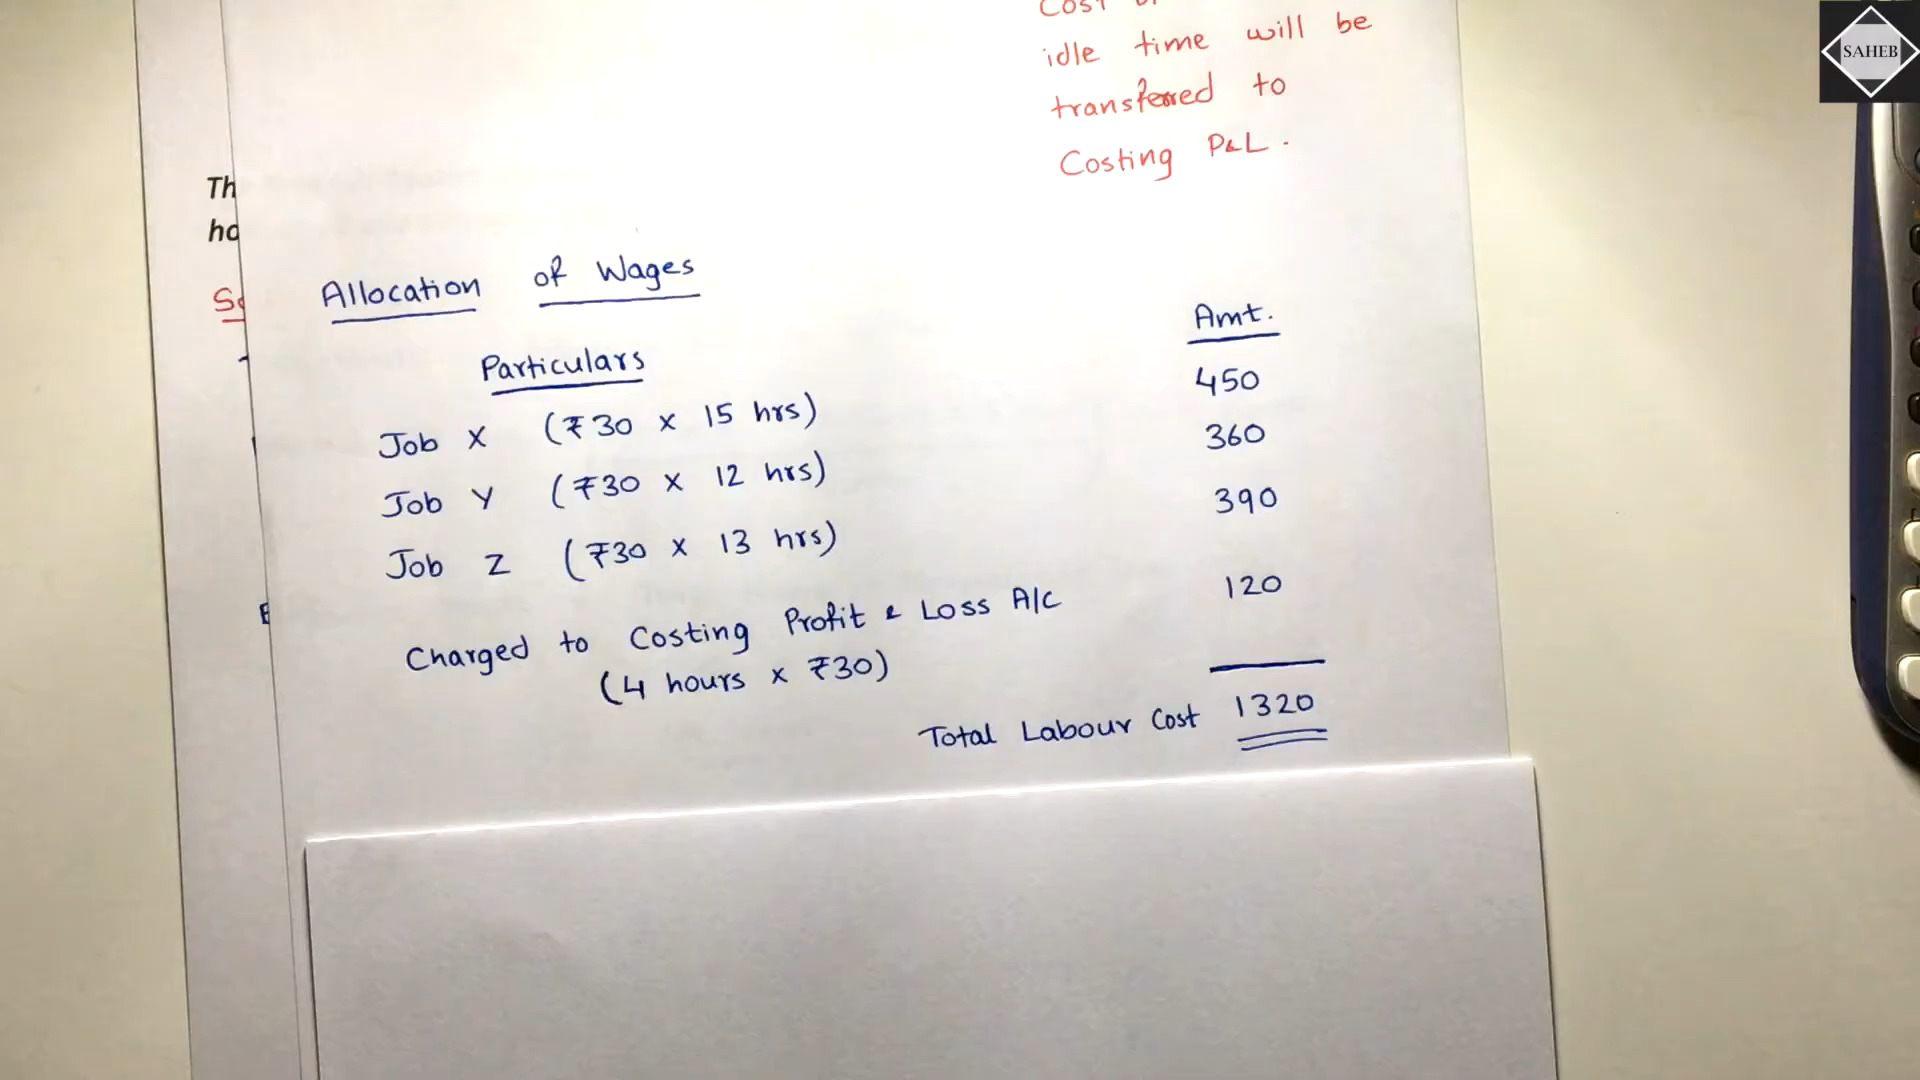 idle time will be
transferred to
Costing P&L.
SAHEB
Th
ho
Allocation of Wages
Particulars Amt.
Job X (₹30 x 15 hrs) 450
Job Y (₹30 x 12 hrs) 360
Job Z (₹30 x 13 hrs) 390
Charged to Costing Profit & Loss A/c 120
(4 hours x ₹30)
Total Labour Cost 1320